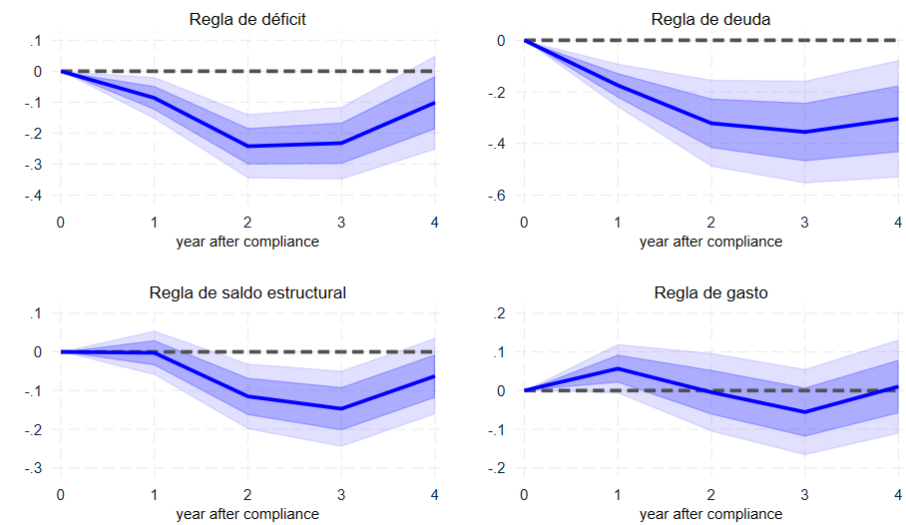 Regla de déficit
.1
0
-.1
-.2
-.3
-.4
0 1 2 3 4
year after compliance
Regla de deuda
0
-.2
-.4
-.6
0 1 2 3 4
year after compliance
Regla de saldo estructural
.1
0
-.1
-.2
-.3
0 1 2 3 4
year after compliance
Regla de gasto
.2
.1
0
-.1
-.2
0 1 2 3 4
year after compliance